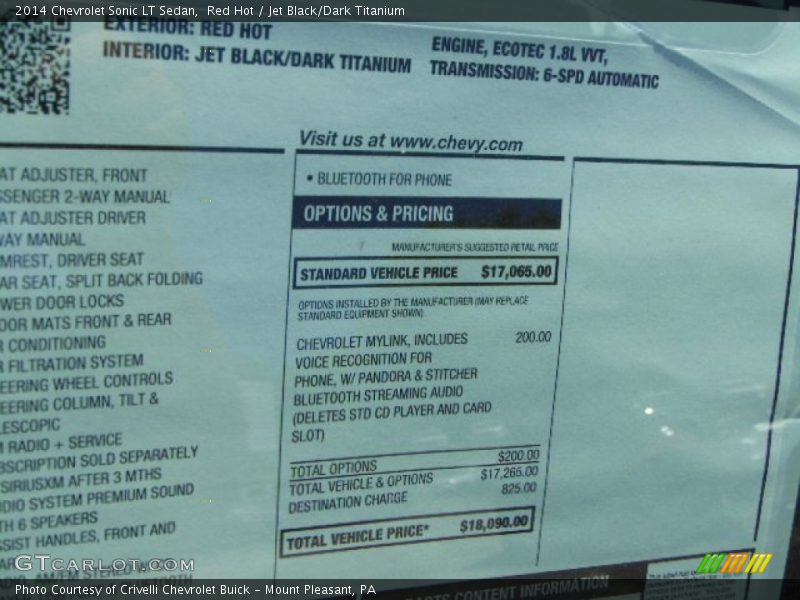 2014 Chevrolet Sonic LT Sedan,  Red Hot / Jet Black/Dark Titanium
EXTERIOR: RED HOT
INTERIOR: JET BLACK/DARK TITANIUM
ENGINE, ECOTEC 1.8L VVT,
TRANSMISSION: 6-SPD AUTOMATIC
Visit us at www.chevy.com
AT ADJUSTER, FRONT
SSENGER 2-WAY MANUAL
AT ADJUSTER DRIVER
WAY MANUAL
MREST, DRIVER SEAT
AR SEAT, SPLIT BACK FOLDING
WER DOOR LOCKS
OOR MATS FRONT & REAR
R CONDITIONING
R FILTRATION SYSTEM
EERING WHEEL CONTROLS
EERING COLUMN, TILT &
LESCOPIC
M RADIO + SERVICE
BSCRIPTION SOLD SEPARATELY
SIRIUSXM AFTER 3 MTHS
DIO SYSTEM PREMIUM SOUND
TH 6 SPEAKERS
SSIST HANDLES, FRONT AND
• BLUETOOTH FOR PHONE
OPTIONS & PRICING
MANUFACTURER'S SUGGESTED RETAIL PRICE
STANDARD VEHICLE PRICE $17,065.00
OPTIONS INSTALLED BY THE MANUFACTURER (MAY REPLACE
STANDARD EQUIPMENT SHOWN)
CHEVROLET MYLINK, INCLUDES 200.00
VOICE RECOGNITION FOR
PHONE, W/ PANDORA & STITCHER
BLUETOOTH STREAMING AUDIO
(DELETES STD CD PLAYER AND CARD
SLOT)
TOTAL OPTIONS $200.00
TOTAL VEHICLE & OPTIONS $17,265.00
DESTINATION CHARGE 825.00
TOTAL VEHICLE PRICE* $18,090.00
PARTS CONTENT INFORMATION
GTCARLOT.COM
Photo Courtesy of Crivelli Chevrolet Buick – Mount Pleasant, PA